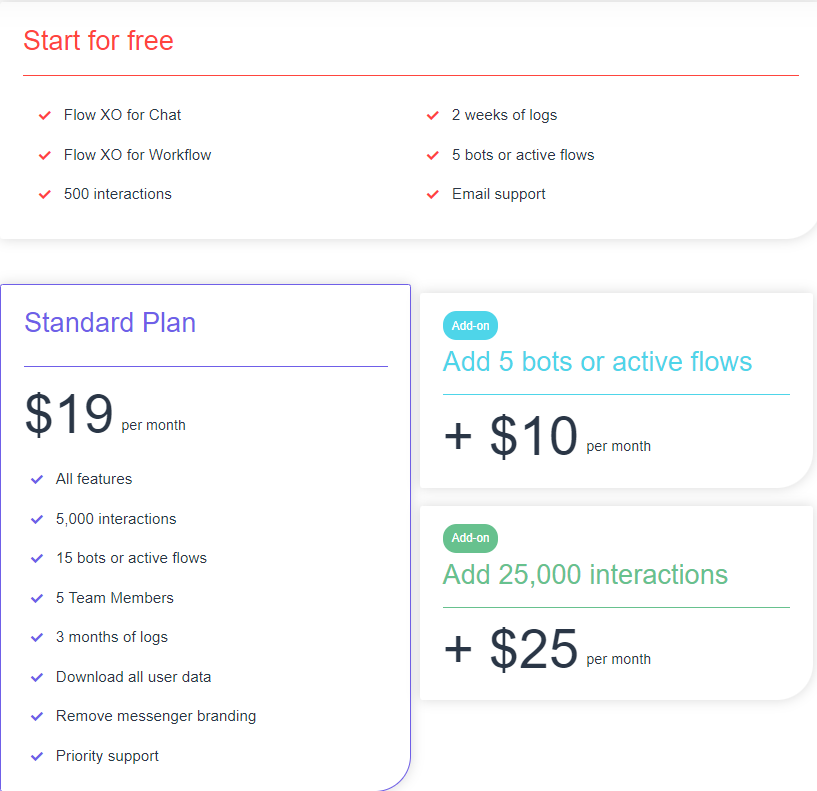 Start for free
Flow XO for Chat
2 weeks of logs
Flow XO for Workflow
5 bots or active flows
500 interactions
Email support
Standard Plan
$19 per month
All features
5,000 interactions
15 bots or active flows
5 Team Members
3 months of logs
Download all user data
Remove messenger branding
Priority support
Add-on
Add 5 bots or active flows
+ $10 per month
Add-on
Add 25,000 interactions
+ $25 per month